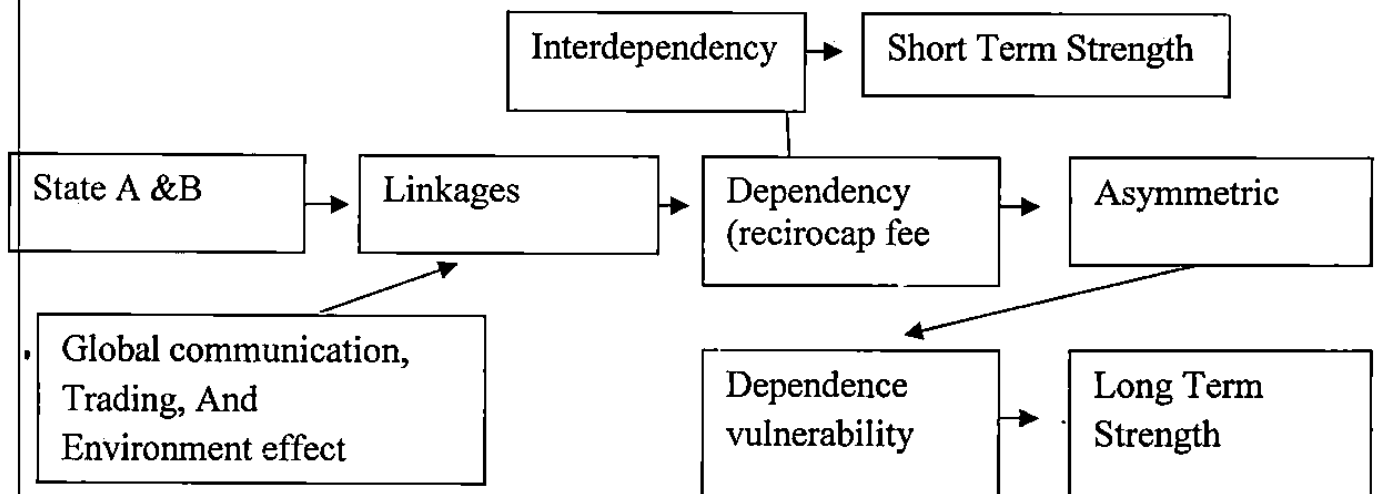 Interdependency
Short Term Strength
State A &B
Linkages
Dependency
(recirocap fee
Asymmetric
Global communication,
Trading, And
Environment effect
Dependence
vulnerability
Long Term
Strength